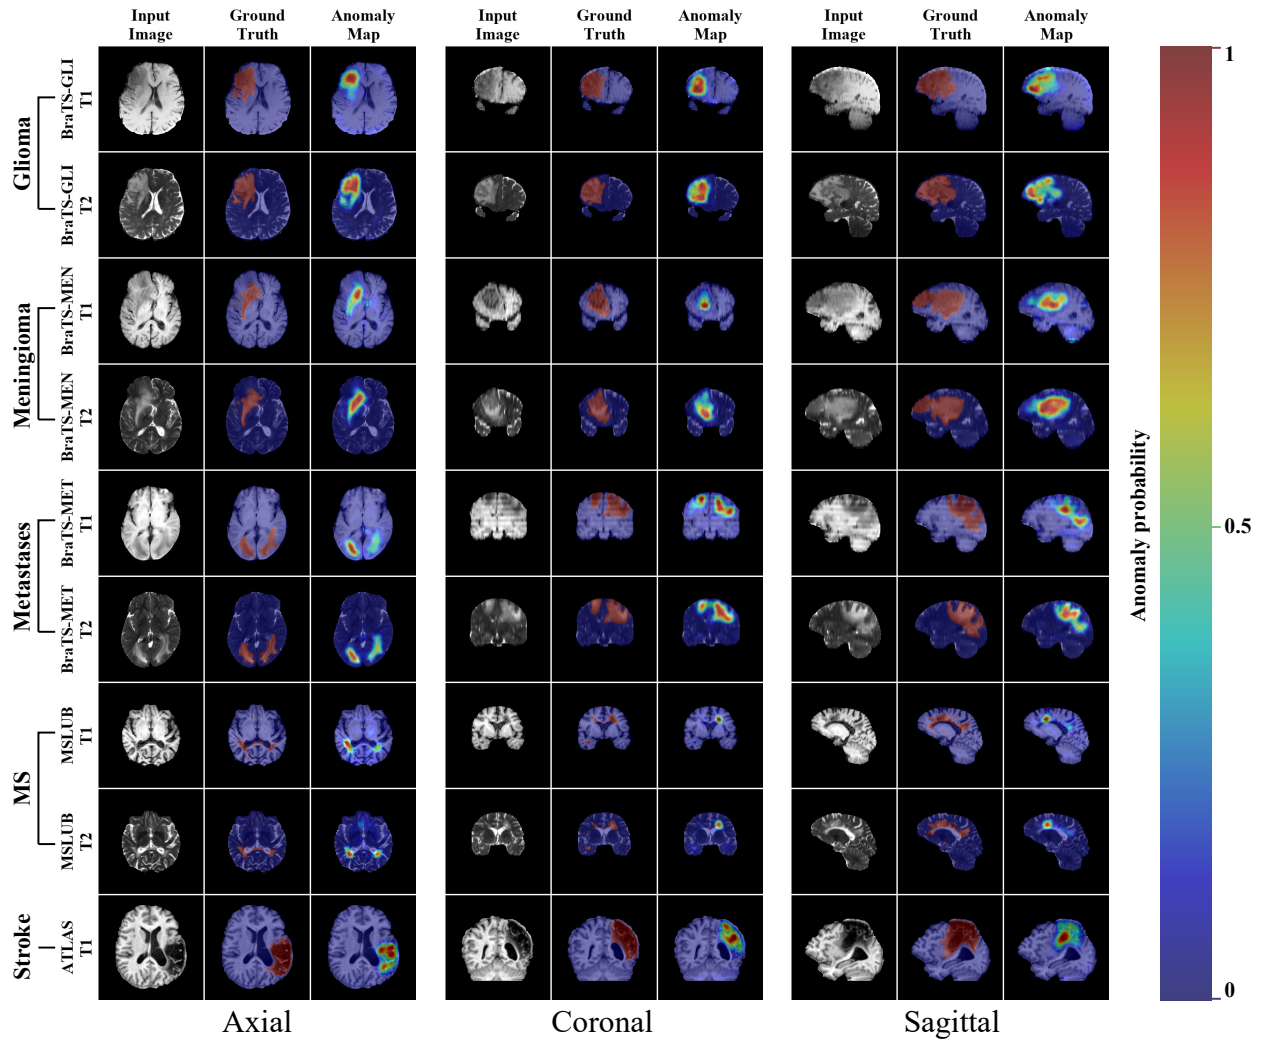 Input Image
Ground Truth
Anomaly Map
Input Image
Ground Truth
Anomaly Map
Input Image
Ground Truth
Anomaly Map
Glioma
BraTS-GLI
T1
BraTS-GLI
T2
Meningioma
BraTS-MEN
T1
BraTS-MEN
T2
Metastases
BraTS-MET
T1
BraTS-MET
T2
MS
MSLUB
T1
MSLUB
T2
Stroke
ATLAS
T1
Axial
Coronal
Sagittal
Anomaly probability
1
0.5
0